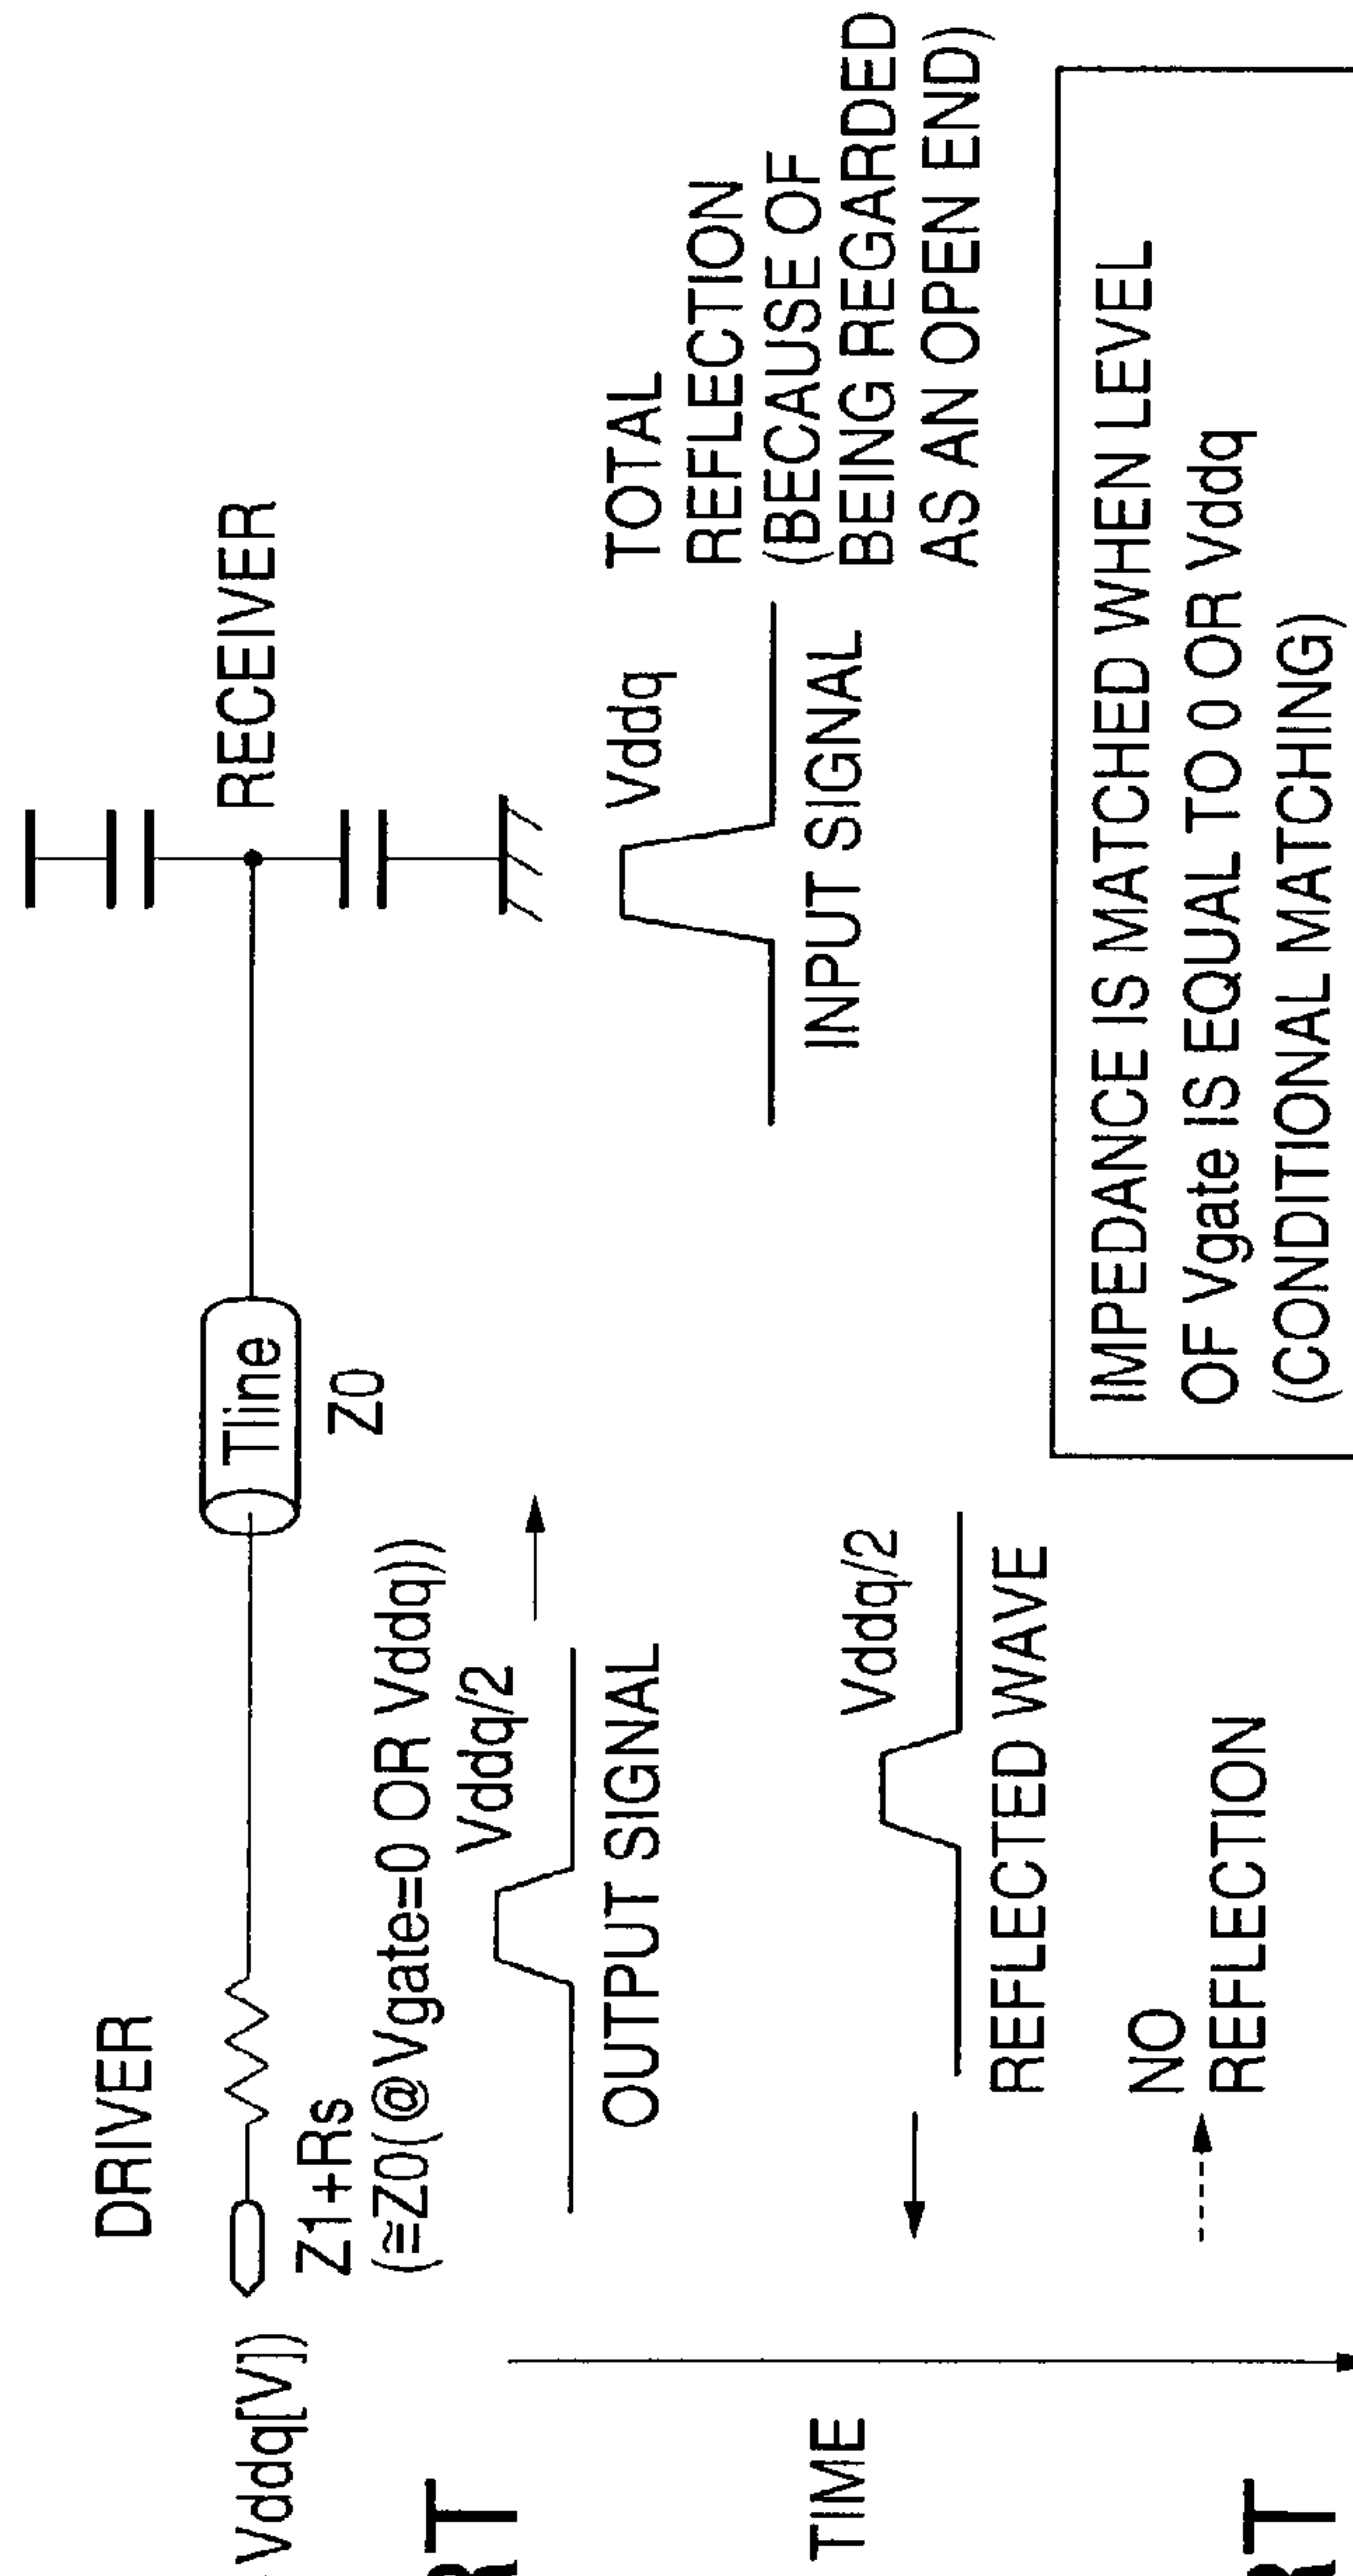 DRIVER
RECEIVER
Vddq[V])
Tline
Z1+Rs
Z0
(≅Z0(@Vgate=0 OR Vddq))
Vddq/2
OUTPUT SIGNAL
Vddq
INPUT SIGNAL
TOTAL
REFLECTION
(BECAUSE OF
BEING REGARDED
AS AN OPEN END)
TIME
Vddq/2
REFLECTED WAVE
NO
REFLECTION
IMPEDANCE IS MATCHED WHEN LEVEL
OF Vgate IS EQUAL TO 0 OR Vddq
(CONDITIONAL MATCHING)